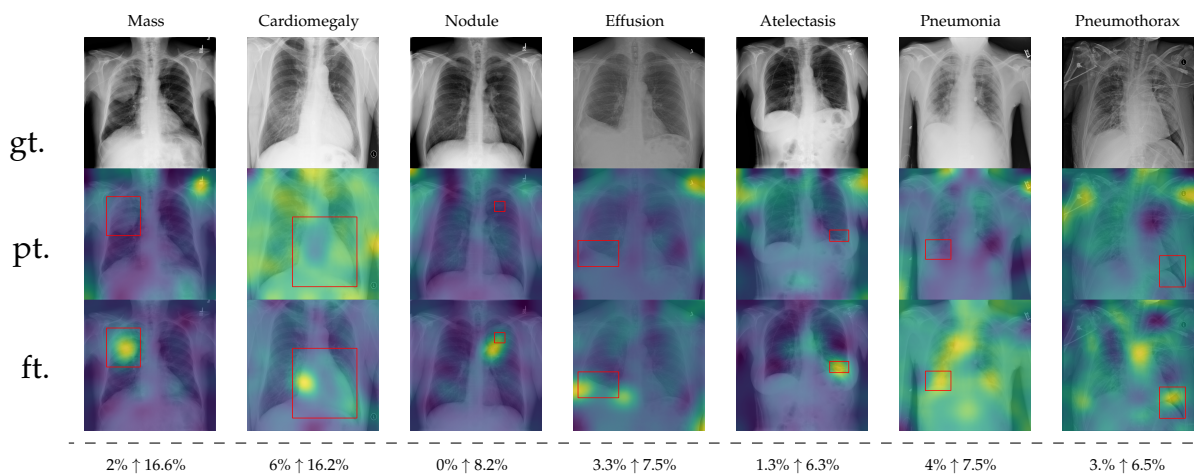 Mass Cardiomegaly Nodule Effusion Atelectasis Pneumonia Pneumothorax
gt.
pt.
ft.
2% ↑ 16.6% 6% ↑ 16.2% 0% ↑ 8.2% 3.3% ↑ 7.5% 1.3% ↑ 6.3% 4% ↑ 7.5% 3.% ↑ 6.5%